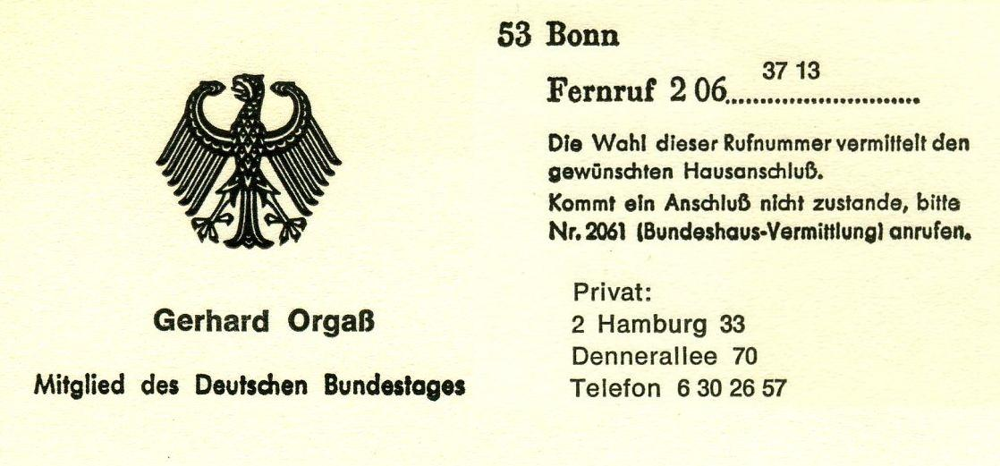 53 Bonn
37 13
Fernruf 2 06..............................
Die Wahl dieser Rufnummer vermittelt den
gewünschten Hausanschluß.
Kommt ein Anschluß nicht zustande, bitte
Nr. 2061 (Bundeshaus-Vermittlung) anrufen.
Gerhard Orgaß
Mitglied des Deutschen Bundestages
Privat:
2 Hamburg 33
Dennerallee 70
Telefon 6 30 26 57